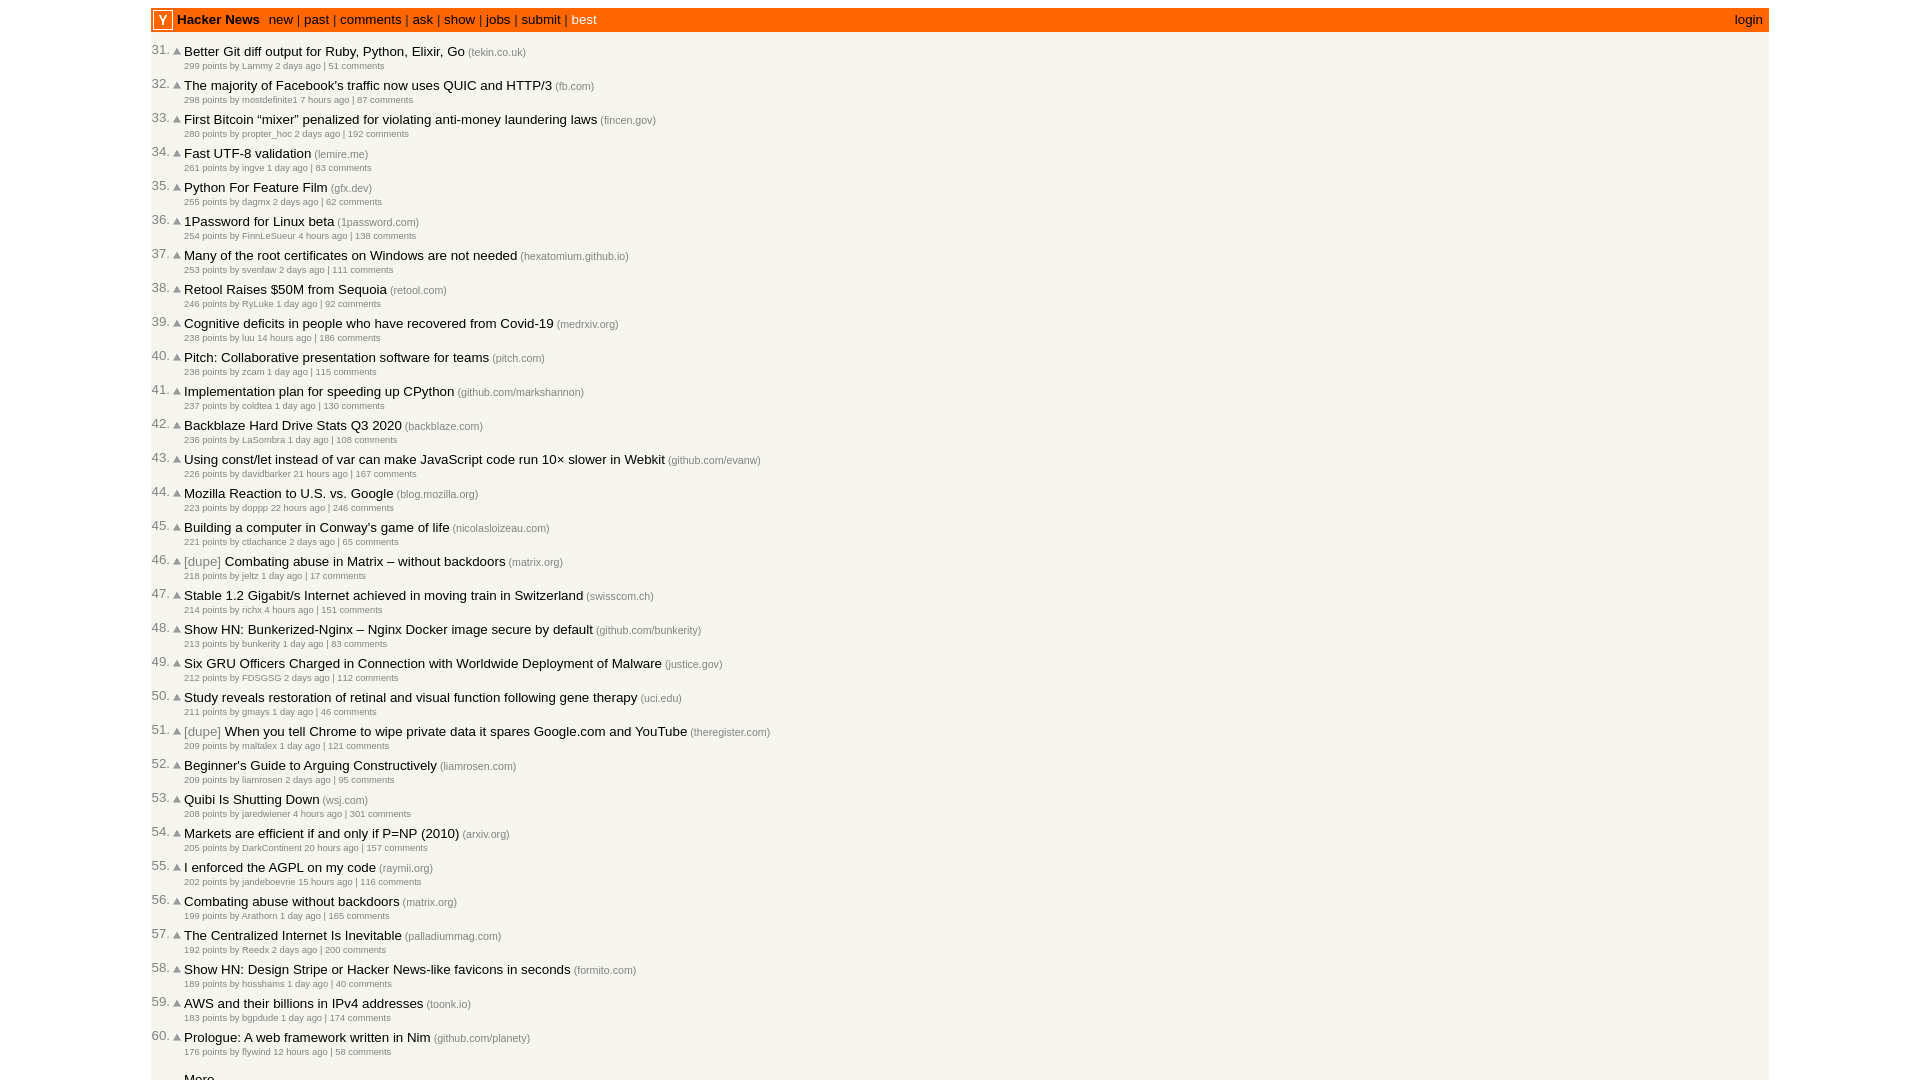 Y Hacker News new | past | comments | ask | show | jobs | submit | best login
31. Better Git diff output for Ruby, Python, Elixir, Go (tekin.co.uk)
299 points by Lammy 2 days ago | 51 comments
32. The majority of Facebook's traffic now uses QUIC and HTTP/3 (fb.com)
298 points by mostdefinite1 7 hours ago | 87 comments
33. First Bitcoin “mixer” penalized for violating anti-money laundering laws (fincen.gov)
280 points by propter_hoc 2 days ago | 192 comments
34. Fast UTF-8 validation (lemire.me)
261 points by ingve 1 day ago | 83 comments
35. Python For Feature Film (gfx.dev)
255 points by dagmx 2 days ago | 62 comments
36. 1Password for Linux beta (1password.com)
254 points by FinnLeSueur 4 hours ago | 138 comments
37. Many of the root certificates on Windows are not needed (hexatomium.github.io)
253 points by svenfaw 2 days ago | 111 comments
38. Retool Raises $50M from Sequoia (retool.com)
246 points by RyLuke 1 day ago | 92 comments
39. Cognitive deficits in people who have recovered from Covid-19 (medrxiv.org)
238 points by luu 14 hours ago | 186 comments
40. Pitch: Collaborative presentation software for teams (pitch.com)
238 points by zcam 1 day ago | 115 comments
41. Implementation plan for speeding up CPython (github.com/markshannon)
237 points by coldtea 1 day ago | 130 comments
42. Backblaze Hard Drive Stats Q3 2020 (backblaze.com)
236 points by LaSombra 1 day ago | 108 comments
43. Using const/let instead of var can make JavaScript code run 10× slower in Webkit (github.com/evanw)
226 points by davidbarker 21 hours ago | 167 comments
44. Mozilla Reaction to U.S. vs. Google (blog.mozilla.org)
223 points by doppp 22 hours ago | 246 comments
45. Building a computer in Conway's game of life (nicolasloizeau.com)
221 points by ctlachance 2 days ago | 65 comments
46. [dupe] Combating abuse in Matrix – without backdoors (matrix.org)
218 points by jeltz 1 day ago | 17 comments
47. Stable 1.2 Gigabit/s Internet achieved in moving train in Switzerland (swisscom.ch)
214 points by richx 4 hours ago | 151 comments
48. Show HN: Bunkerized-Nginx – Nginx Docker image secure by default (github.com/bunkerity)
213 points by bunkerity 1 day ago | 83 comments
49. Six GRU Officers Charged in Connection with Worldwide Deployment of Malware (justice.gov)
212 points by FDSGSG 2 days ago | 112 comments
50. Study reveals restoration of retinal and visual function following gene therapy (uci.edu)
211 points by gmays 1 day ago | 46 comments
51. [dupe] When you tell Chrome to wipe private data it spares Google.com and YouTube (theregister.com)
209 points by maltalex 1 day ago | 121 comments
52. Beginner's Guide to Arguing Constructively (liamrosen.com)
209 points by liamrosen 2 days ago | 95 comments
53. Quibi Is Shutting Down (wsj.com)
208 points by jaredwiener 4 hours ago | 301 comments
54. Markets are efficient if and only if P=NP (2010) (arxiv.org)
205 points by DarkContinent 20 hours ago | 157 comments
55. I enforced the AGPL on my code (raymii.org)
202 points by jandeboevrie 15 hours ago | 116 comments
56. Combating abuse without backdoors (matrix.org)
199 points by Arathorn 1 day ago | 165 comments
57. The Centralized Internet Is Inevitable (palladiummag.com)
192 points by Reedx 2 days ago | 200 comments
58. Show HN: Design Stripe or Hacker News-like favicons in seconds (formito.com)
189 points by hosshams 1 day ago | 40 comments
59. AWS and their billions in IPv4 addresses (toonk.io)
183 points by bgpdude 1 day ago | 174 comments
60. Prologue: A web framework written in Nim (github.com/planety)
176 points by flywind 12 hours ago | 58 comments
More